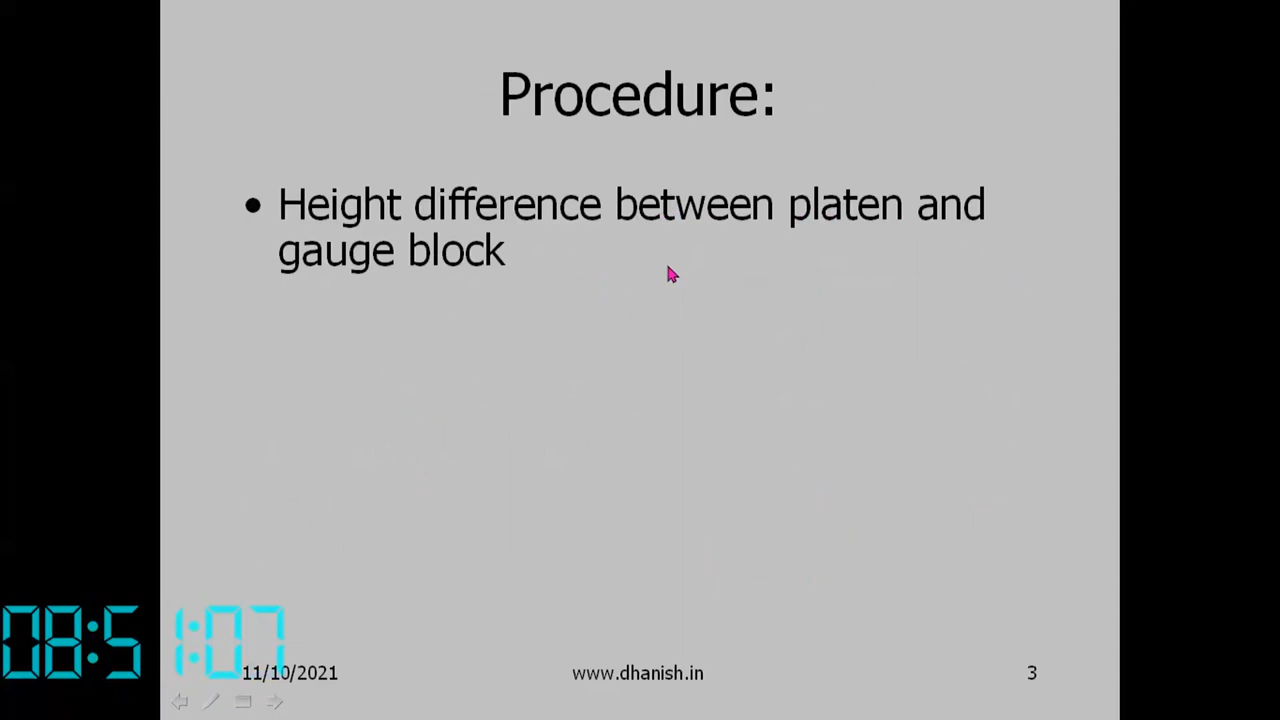 Procedure:
• Height difference between platen and
gauge block
08:51:07
11/10/2021
www.dhanish.in
3